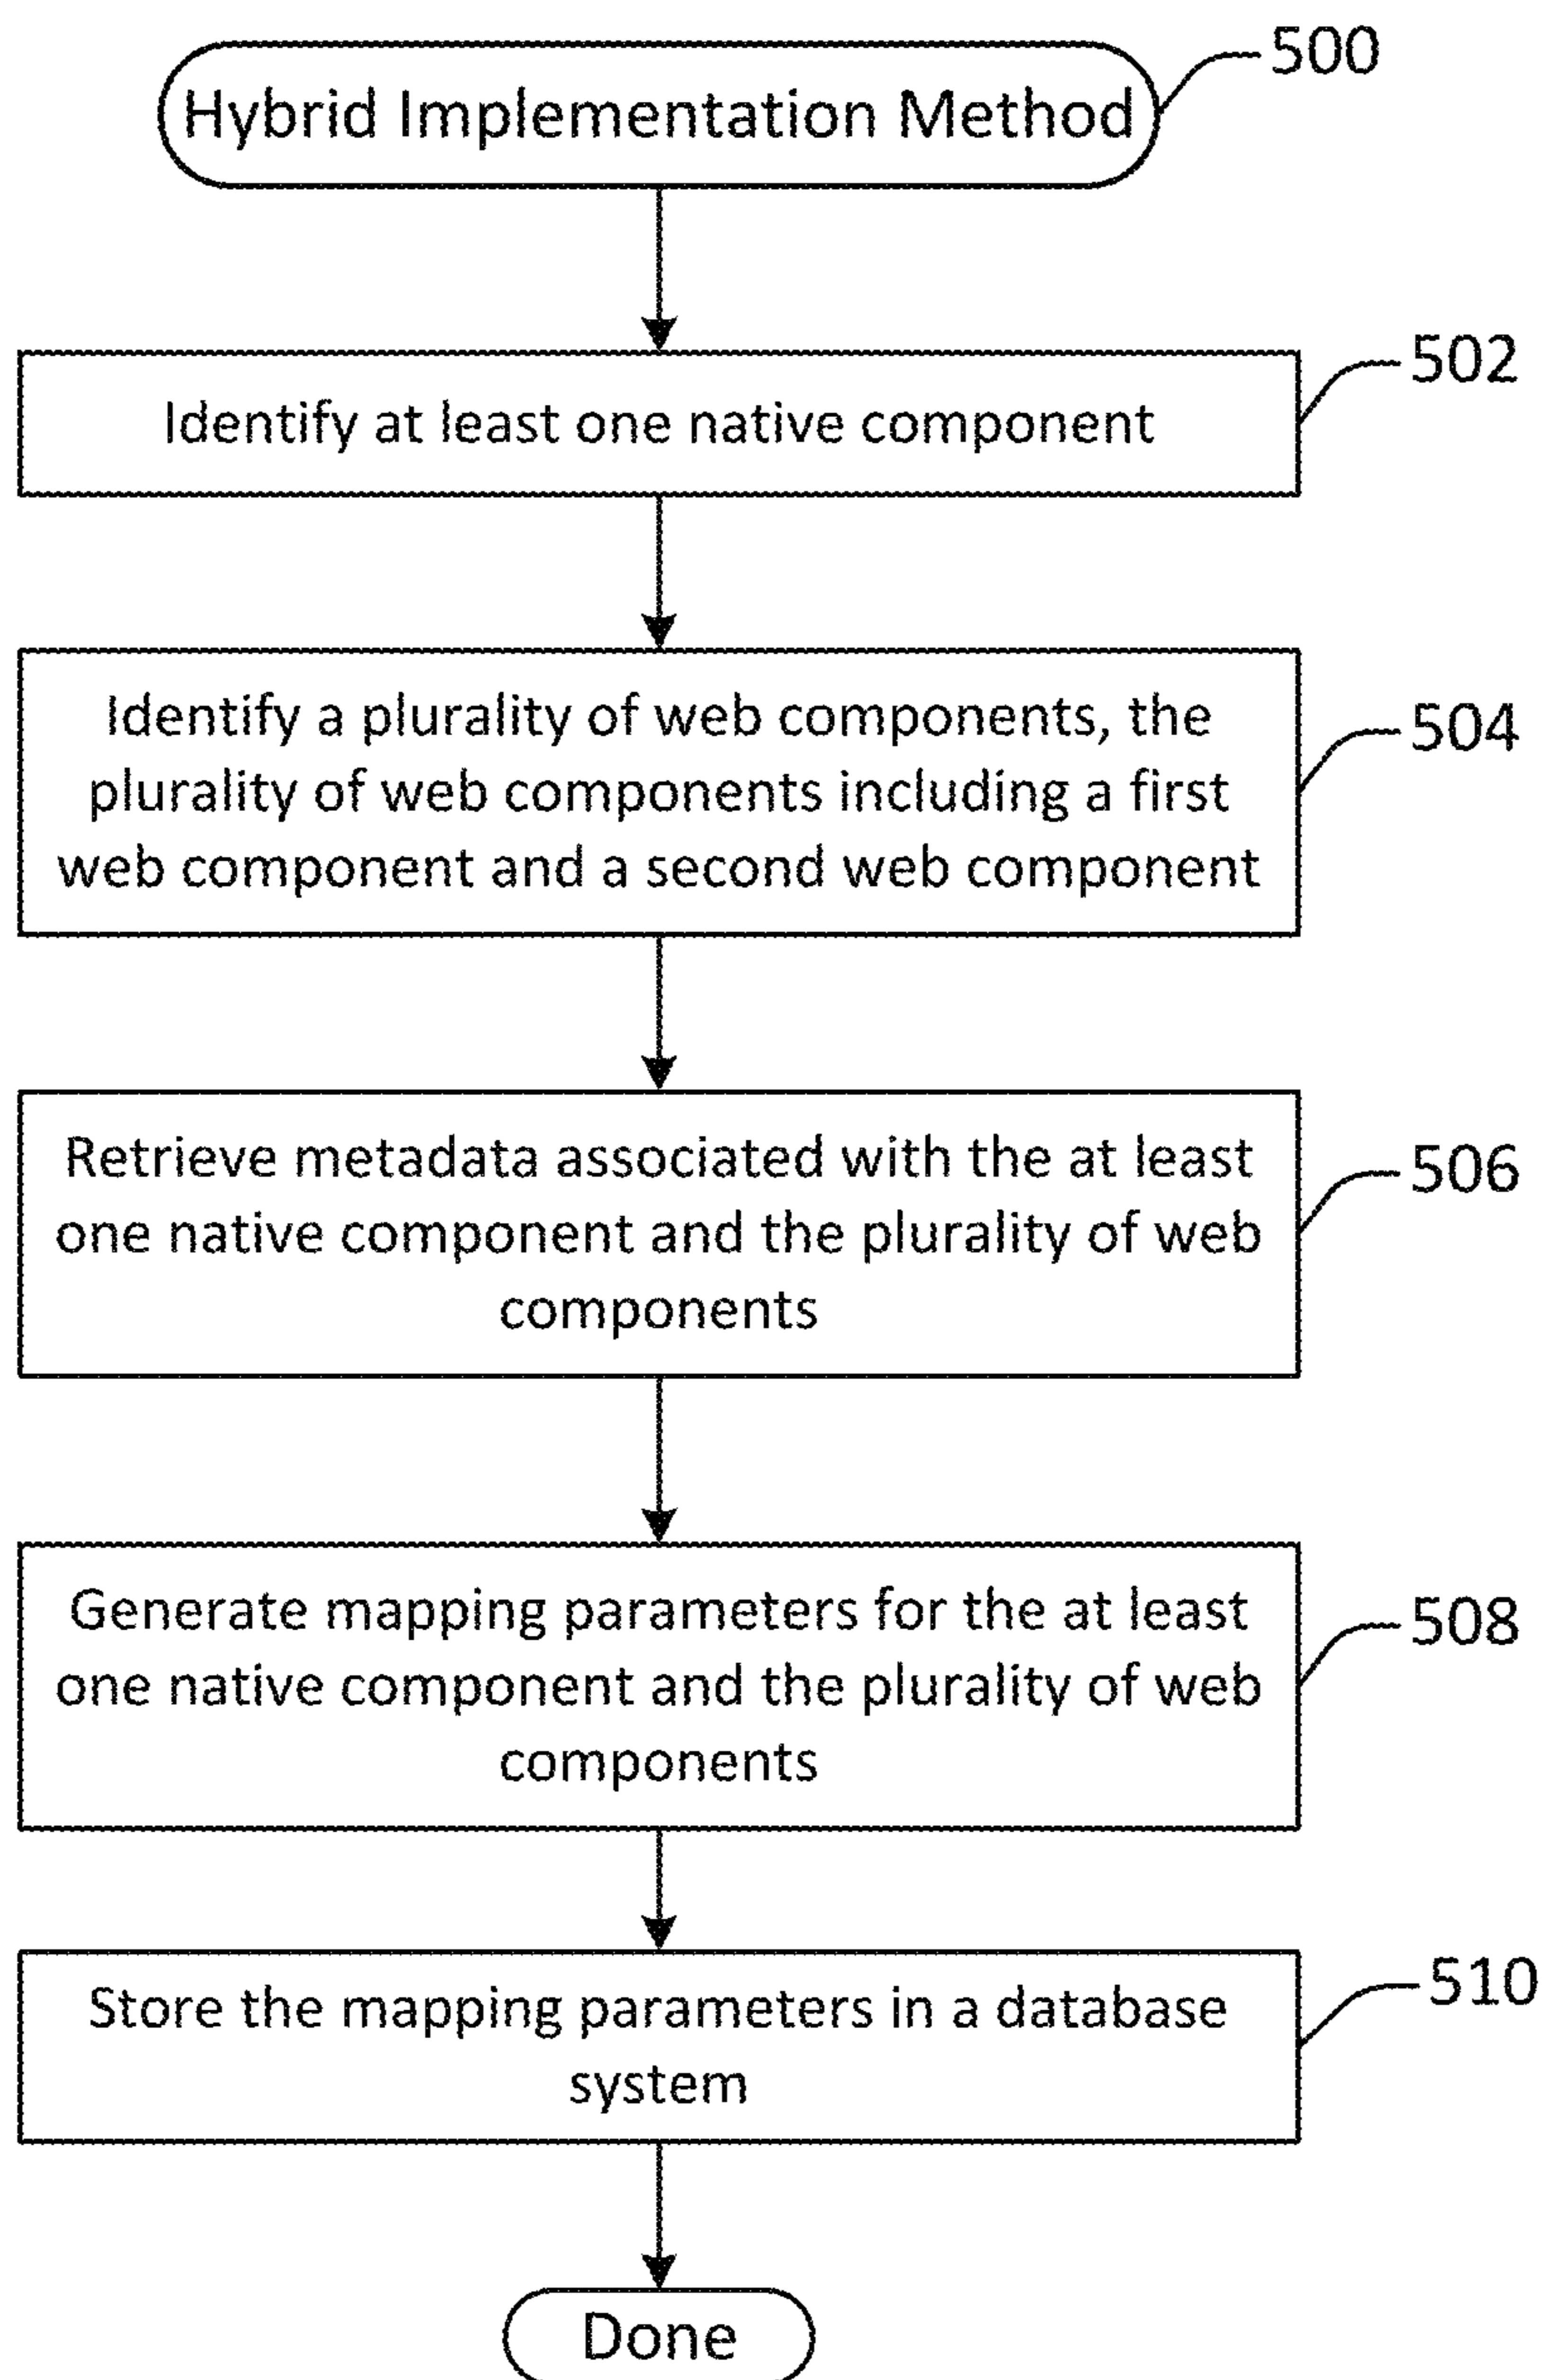 Hybrid Implementation Method
500
Identify at least one native component
502
Identify a plurality of web components, the
plurality of web components including a first
web component and a second web component
504
Retrieve metadata associated with the at least
one native component and the plurality of web
components
506
Generate mapping parameters for the at least
one native component and the plurality of web
components
508
Store the mapping parameters in a database
system
510
Done